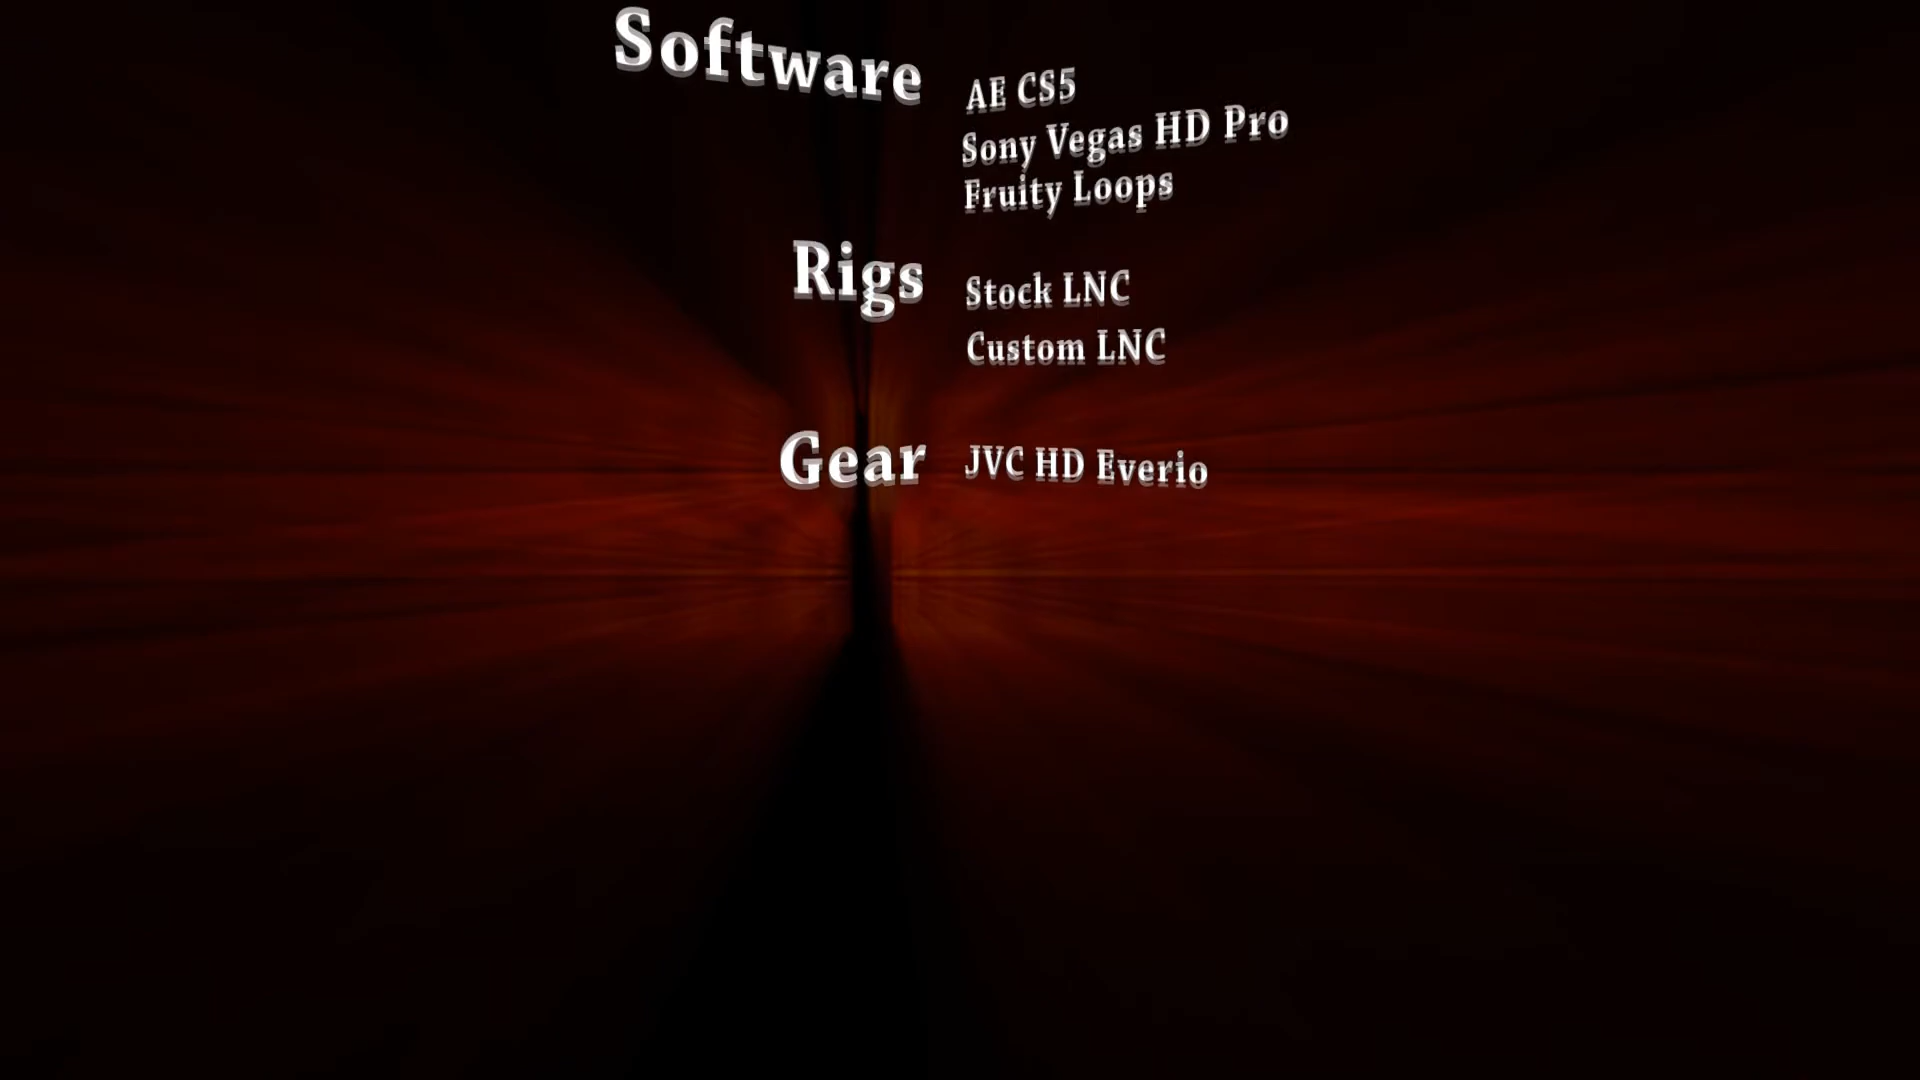 Software
AE CS5
Sony Vegas HD Pro
Fruity Loops
Rigs
Stock LNC
Custom LNC
Gear
JVC HD Everio